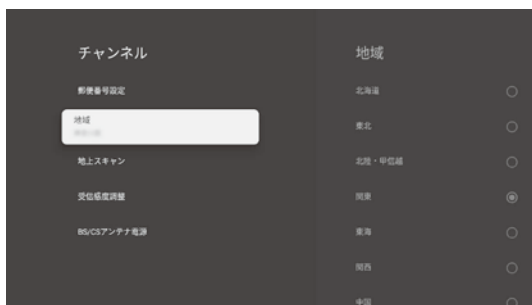 チャンネル
郵便番号設定
地域
地上スキャン
受信感度調整
BS/CSアンテナ電源
地域
北海道
東北
北陸・甲信越
関東
東海
関西
中国